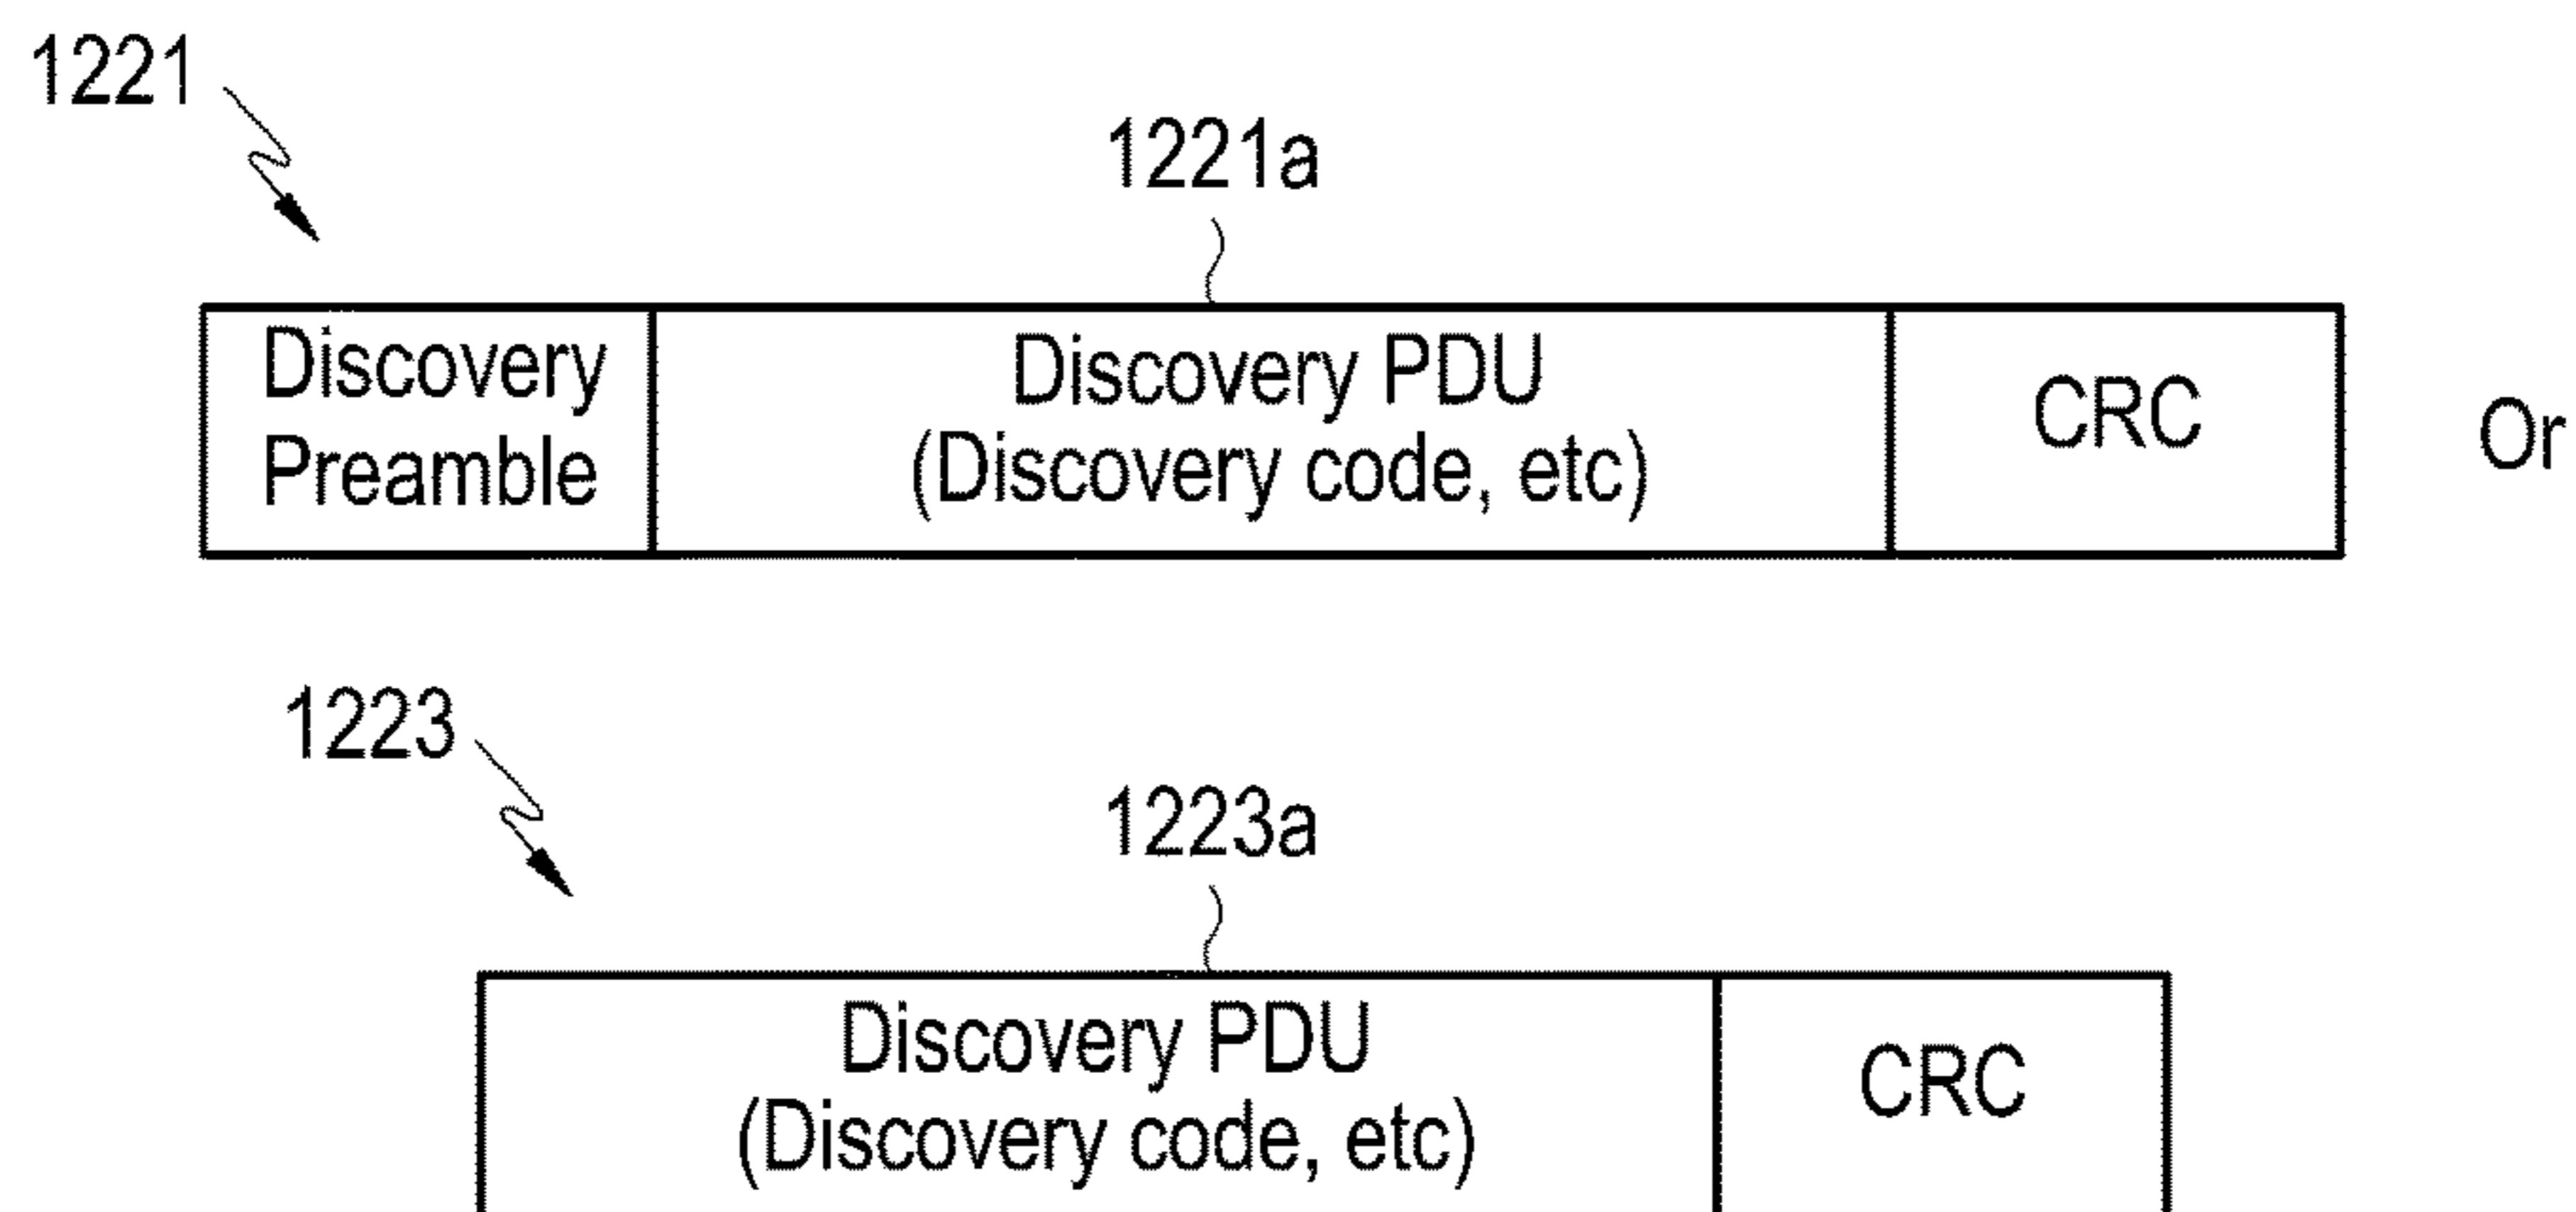 1221
1221a
Discovery
Preamble
Discovery PDU
(Discovery code, etc)
CRC
Or
1223
1223a
Discovery PDU
(Discovery code, etc)
CRC